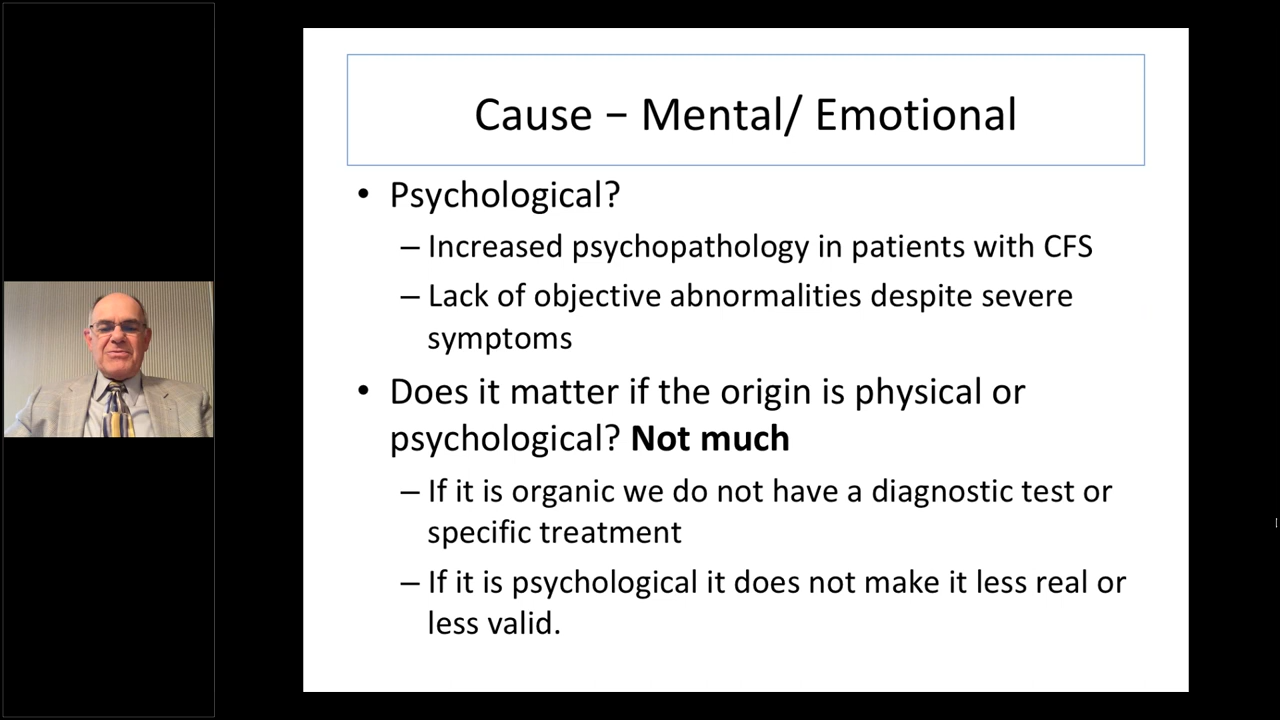 Cause – Mental/ Emotional
• Psychological?
– Increased psychopathology in patients with CFS
– Lack of objective abnormalities despite severe
symptoms
• Does it matter if the origin is physical or
psychological? Not much
– If it is organic we do not have a diagnostic test or
specific treatment
– If it is psychological it does not make it less real or
less valid.